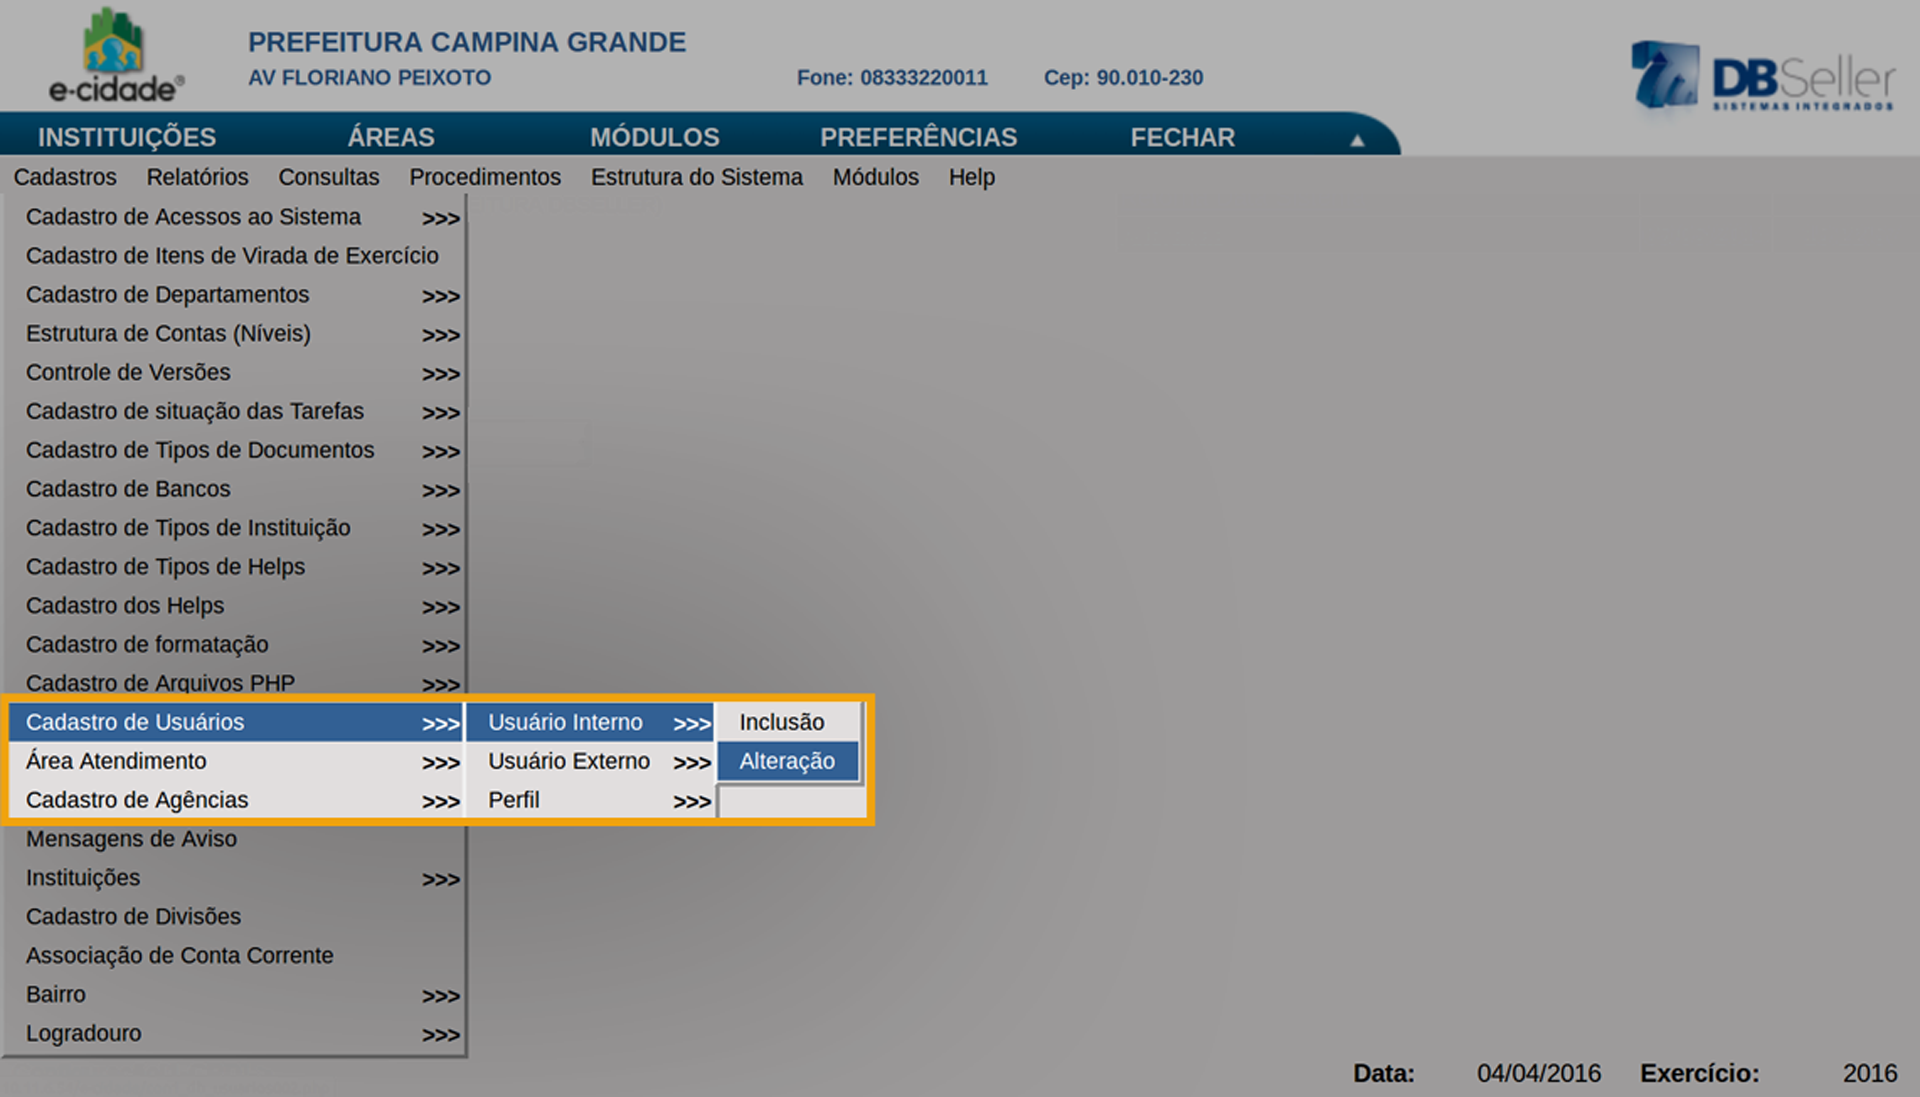 e-cidade®
PREFEITURA CAMPINA GRANDE
AV FLORIANO PEIXOTO Fone: 08333220011 Cep: 90.010-230
DBSeller
SISTEMAS INTEGRADOS
INSTITUIÇÕES ÁREAS MÓDULOS PREFERÊNCIAS FECHAR ▲
Cadastros Relatórios Consultas Procedimentos Estrutura do Sistema Módulos Help
Cadastro de Acessos ao Sistema >>>
Cadastro de Itens de Virada de Exercício
Cadastro de Departamentos >>>
Estrutura de Contas (Níveis) >>>
Controle de Versões >>>
Cadastro de situação das Tarefas >>>
Cadastro de Tipos de Documentos >>>
Cadastro de Bancos >>>
Cadastro de Tipos de Instituição >>>
Cadastro de Tipos de Helps >>>
Cadastro dos Helps >>>
Cadastro de formatação >>>
Cadastro de Arquivos PHP >>>
Cadastro de Usuários >>> Usuário Interno >>> Inclusão
Área Atendimento >>> Usuário Externo >>> Alteração
Cadastro de Agências >>> Perfil >>>
Mensagens de Aviso
Instituições >>>
Cadastro de Divisões
Associação de Conta Corrente
Bairro >>>
Logradouro >>>
Data: 04/04/2016 Exercício: 2016